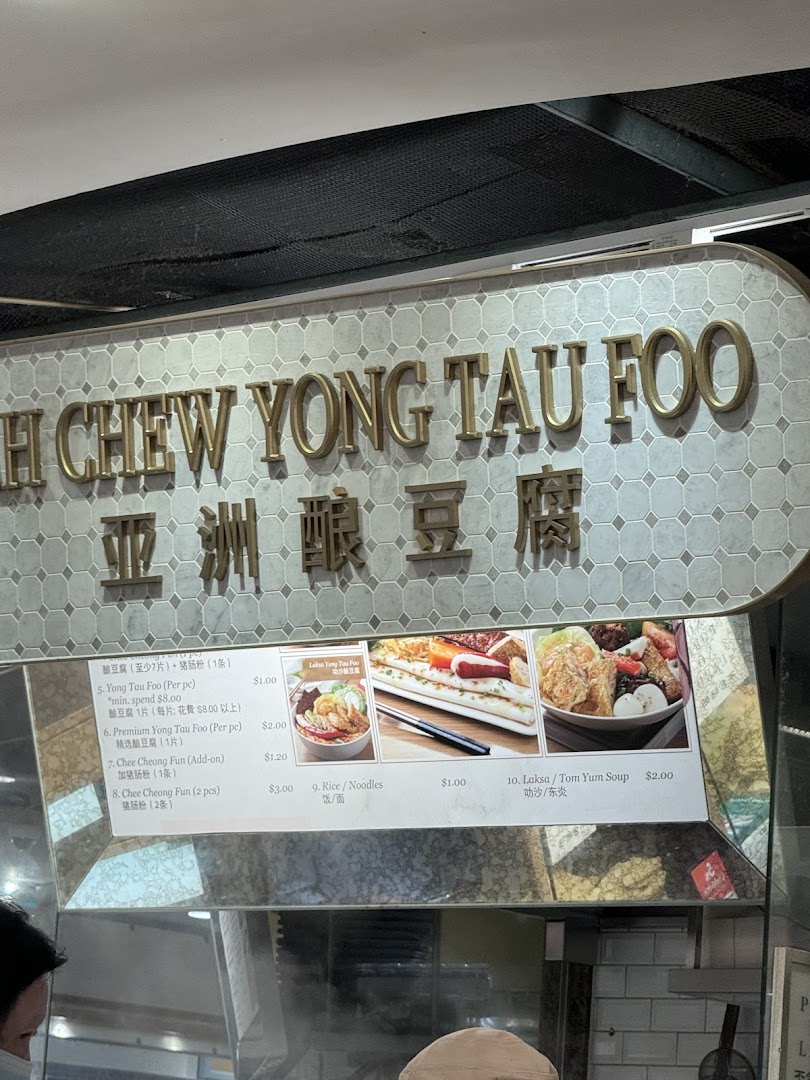 H CHEW YONG TAU FOO
亚洲酿豆腐
酿豆腐（至少7片）+ 猪肠粉（1条）
5. Yong Tau Foo (Per pc) $1.00
*min. spend $8.00
酿豆腐 1片（每片, 花費 $8.00 以上）
6. Premium Yong Tau Foo (Per pc) $2.00
精选酿豆腐（1片）
7. Chee Cheong Fun (Add-on) $1.20
加猪肠粉（1条）
8. Chee Cheong Fun (2 pcs) $3.00
猪肠粉（2条）
Laksa Yong Tau Foo
叻沙釀豆腐
9. Rice / Noodles $1.00
饭/面
10. Laksa / Tom Yum Soup $2.00
叻沙/东炎
P
L